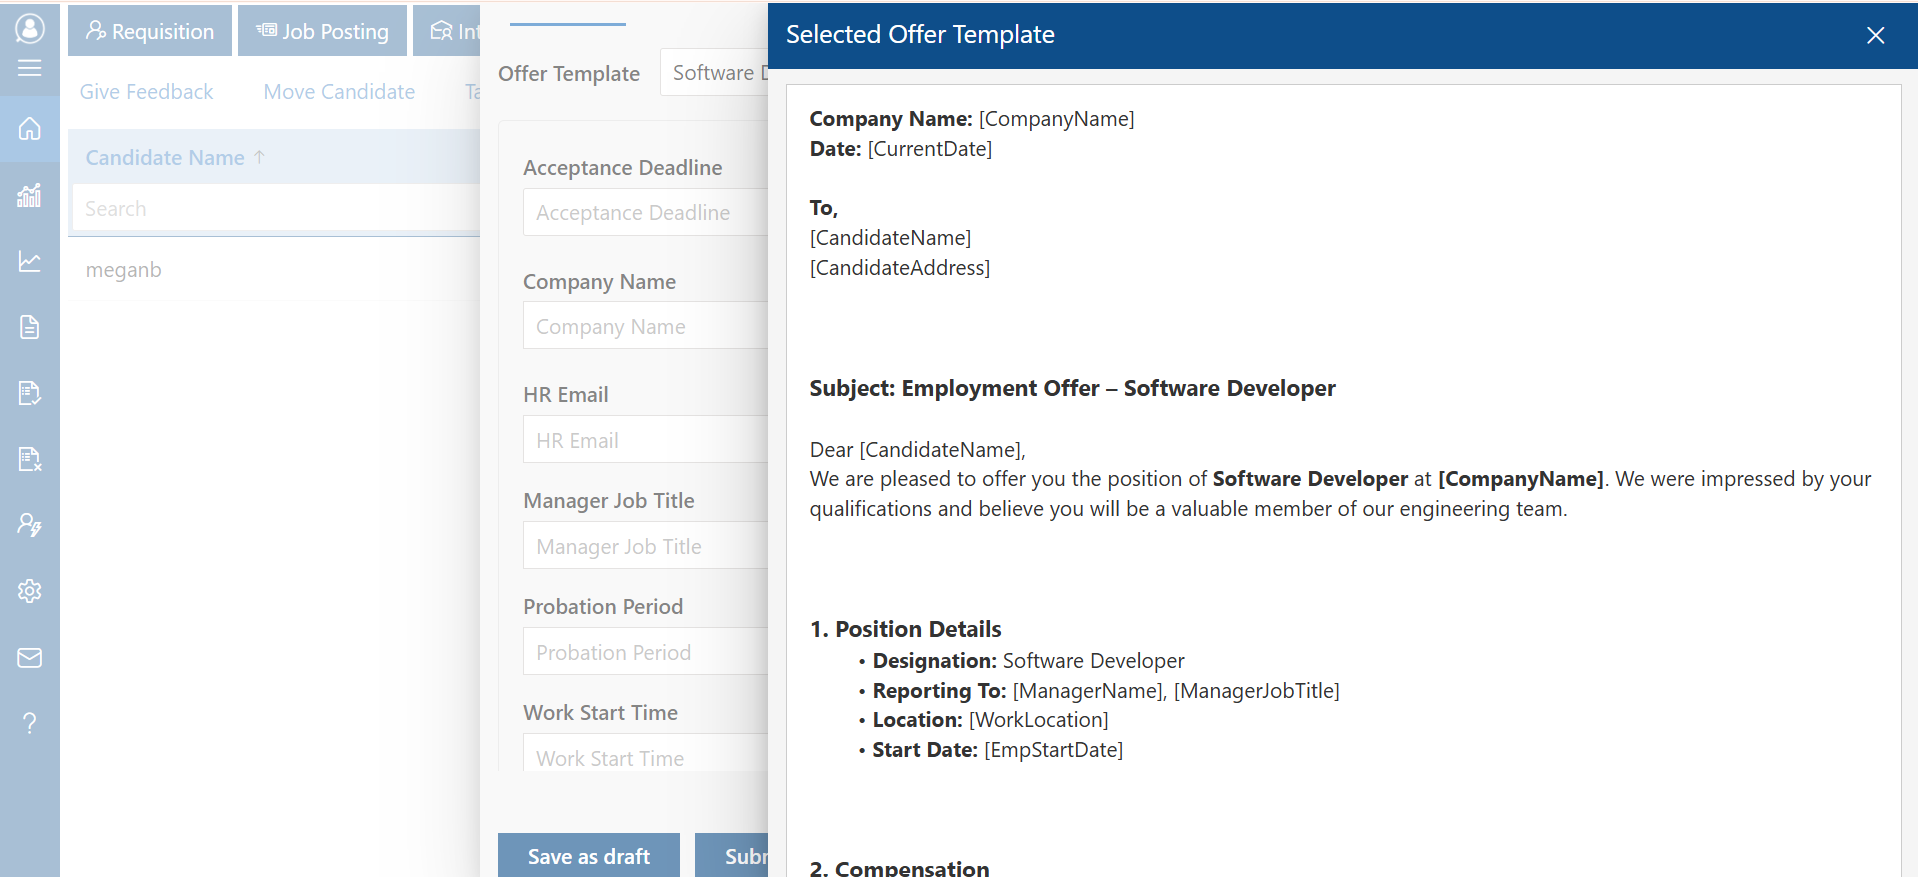 Requisition
Job Posting
Give Feedback
Move Candidate
Candidate Name ↑
Search
meganb
Offer Template
Software
Acceptance Deadline
Acceptance Deadline
Company Name
Company Name
HR Email
HR Email
Manager Job Title
Manager Job Title
Probation Period
Probation Period
Work Start Time
Work Start Time
Save as draft
Selected Offer Template
Company Name: [CompanyName]
Date: [CurrentDate]
To,
[CandidateName]
[CandidateAddress]
Subject: Employment Offer – Software Developer
Dear [CandidateName],
We are pleased to offer you the position of Software Developer at [CompanyName]. We were impressed by your
qualifications and believe you will be a valuable member of our engineering team.
1. Position Details
• Designation: Software Developer
• Reporting To: [ManagerName], [ManagerJobTitle]
• Location: [WorkLocation]
• Start Date: [EmpStartDate]
2. Compensation